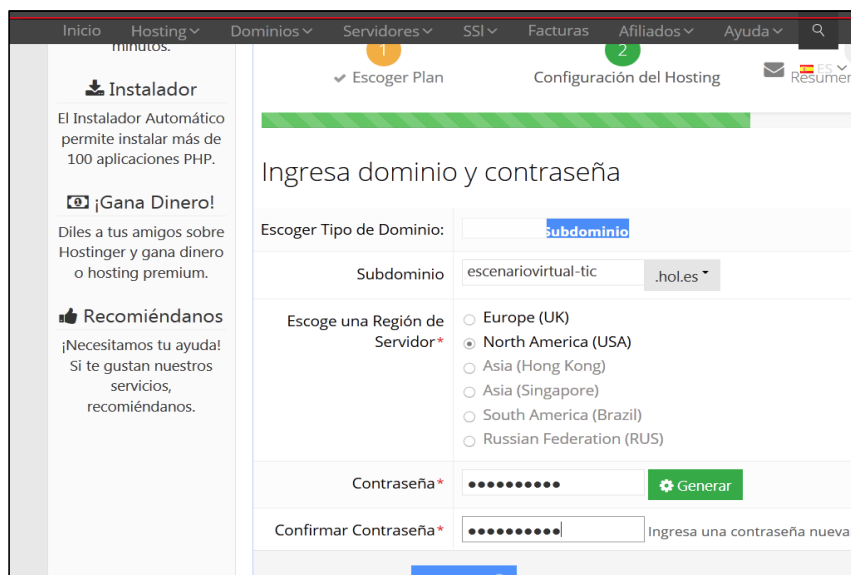 Inicio Hosting Dominios Servidores SSl Facturas Afiliados Ayuda
minutos.
Instalador
El Instalador Automático
permite instalar más de
100 aplicaciones PHP.
¡Gana Dinero!
Diles a tus amigos sobre
Hostinger y gana dinero
o hosting premium.
Recomiéndanos
¡Necesitamos tu ayuda!
Si te gustan nuestros
servicios,
recomiéndanos.
1 2
Escoger Plan Configuración del Hosting ES Resumen
Ingresa dominio y contraseña
Escoger Tipo de Dominio: Subdominio
Subdominio escenariovirtual-tic .hol.es
Escoge una Región de
Servidor*
Europe (UK)
North America (USA)
Asia (Hong Kong)
Asia (Singapore)
South America (Brazil)
Russian Federation (RUS)
Contraseña* ●●●●●●●●●● Generar
Confirmar Contraseña* ●●●●●●●●●● Ingresa una contraseña nueva